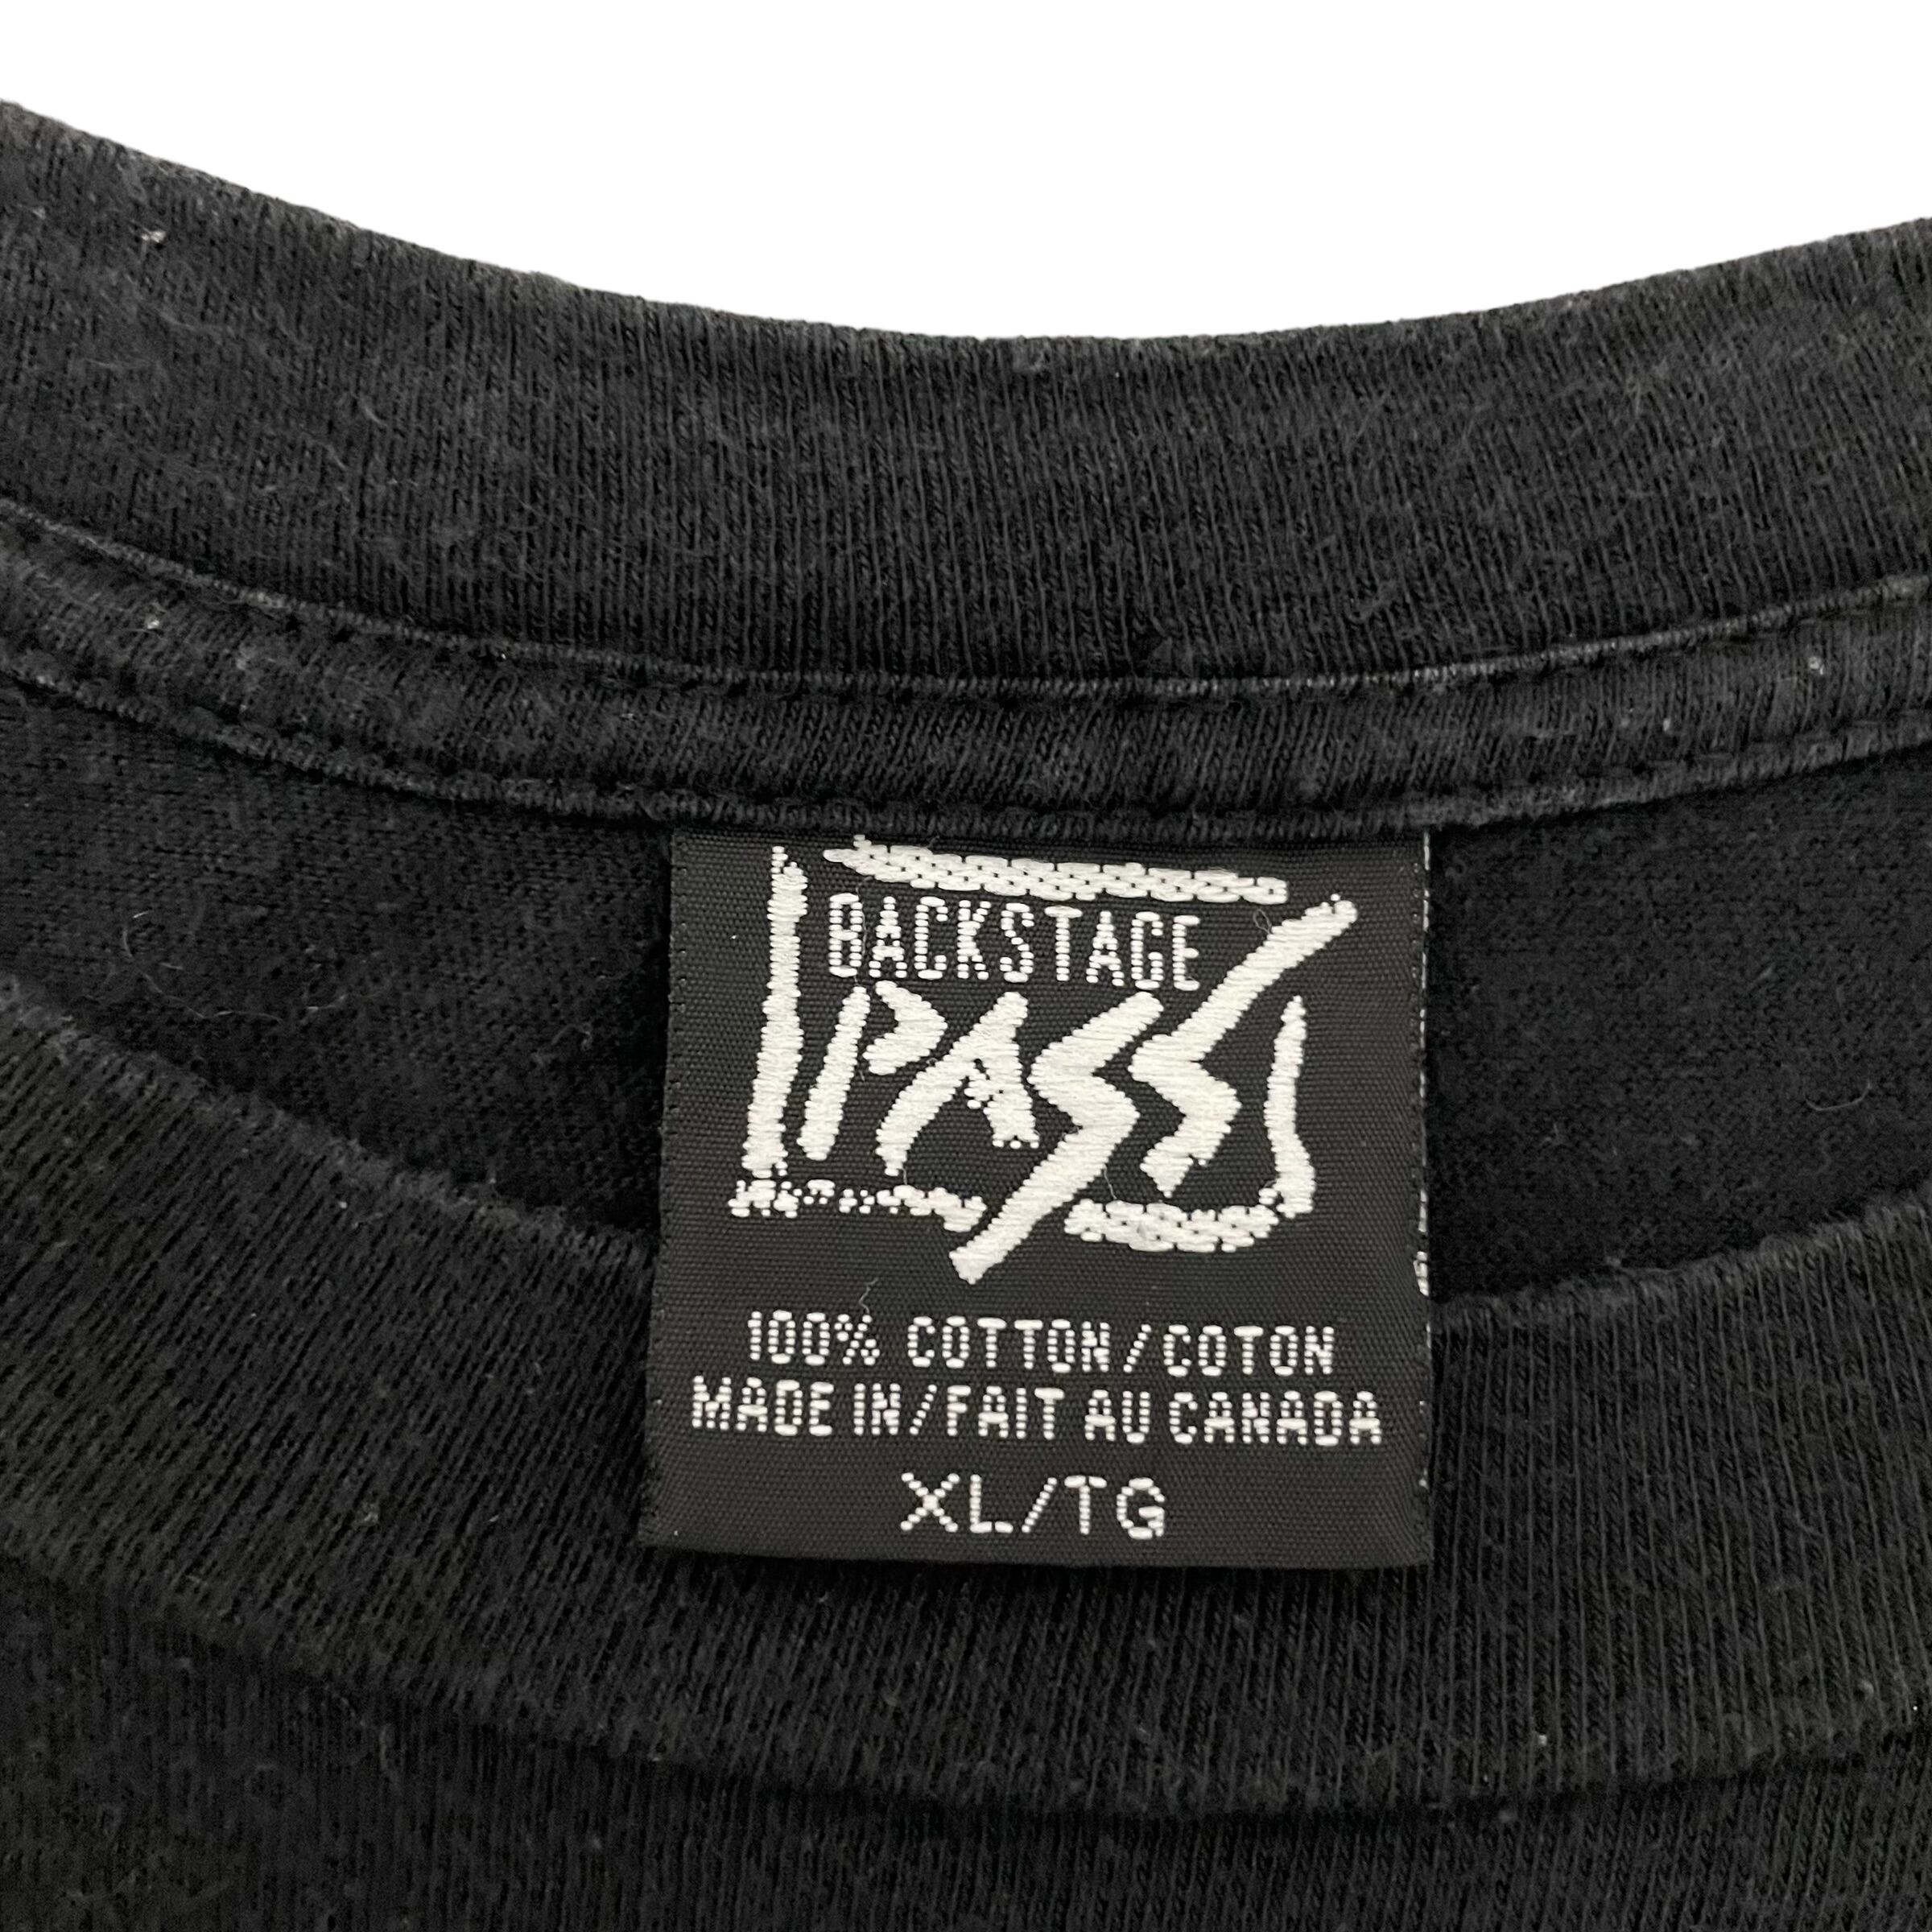 BACKSTAGE
PASS
100% COTTON/COTON
MADE IN/FAIT AU CANADA
XL/TG